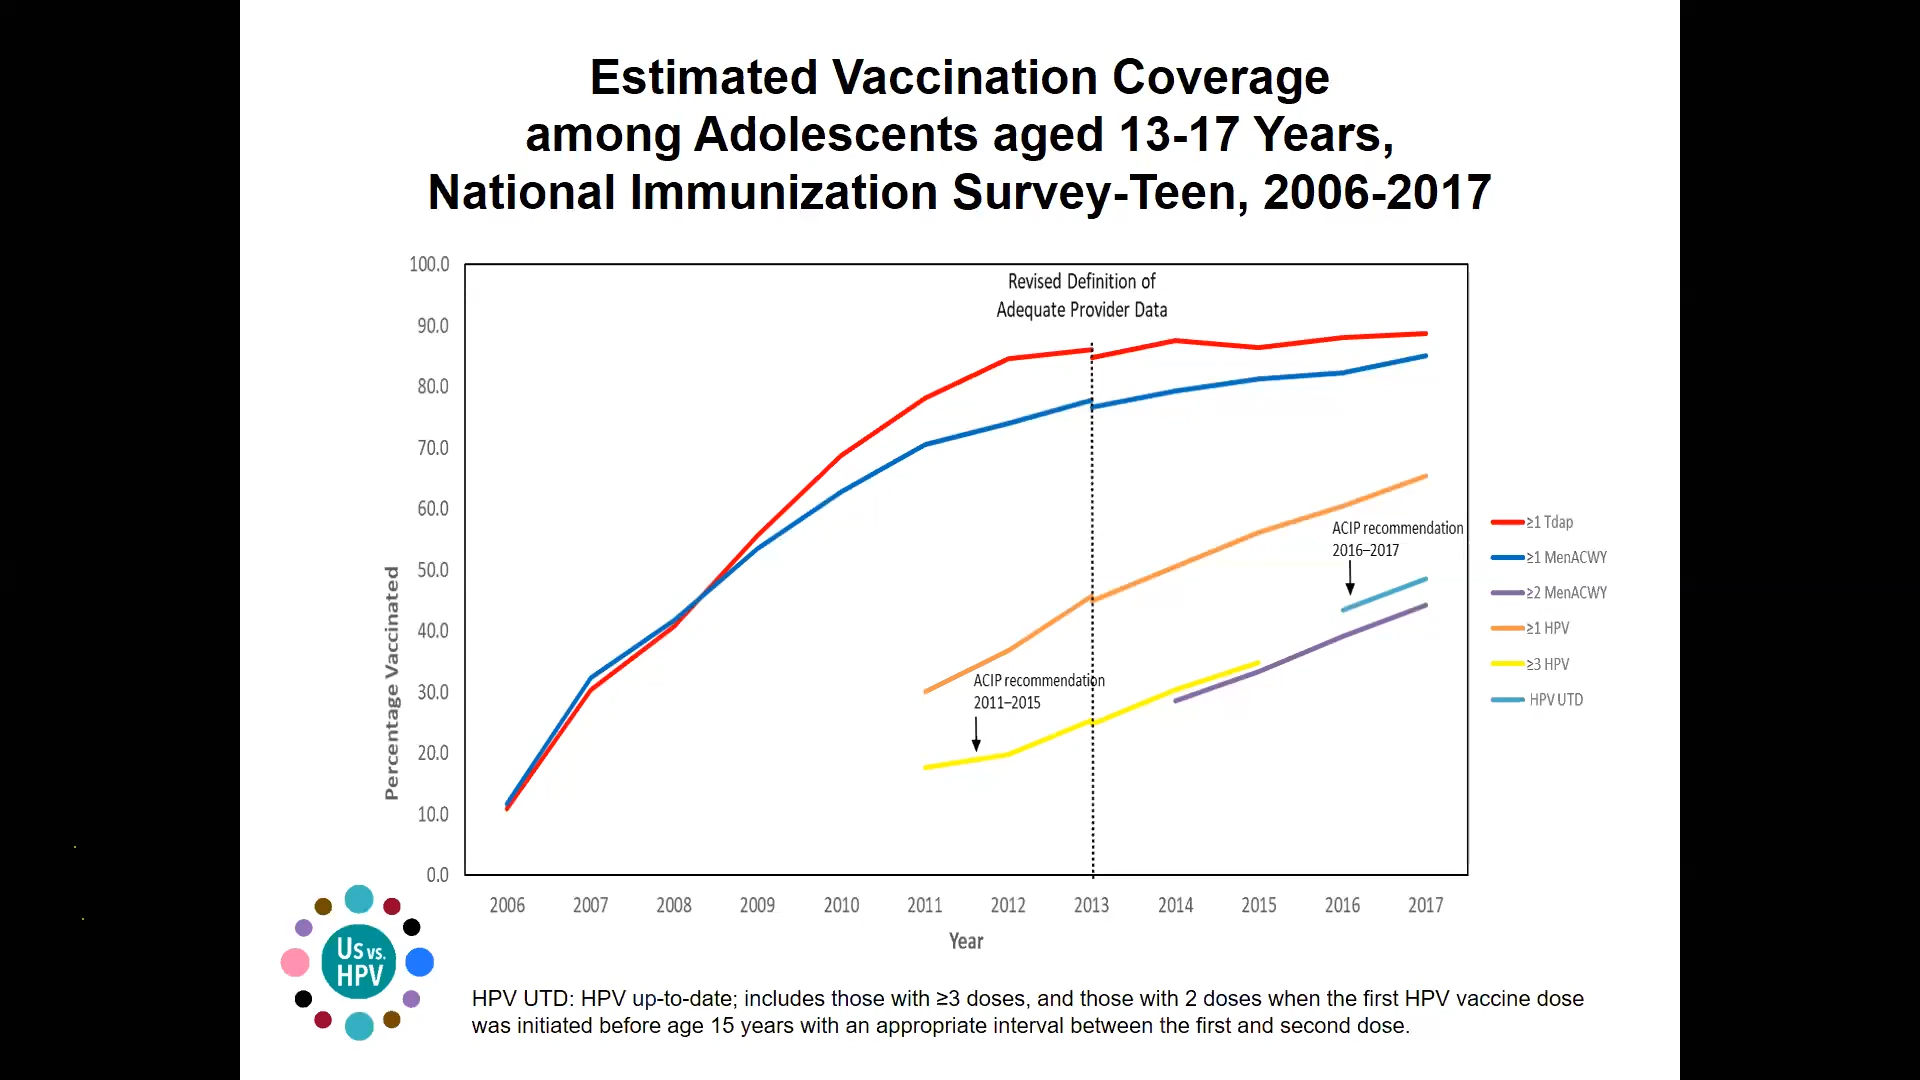 Estimated Vaccination Coverage
among Adolescents aged 13-17 Years,
National Immunization Survey-Teen, 2006-2017
Revised Definition of
Adequate Provider Data
100.0
90.0
80.0
70.0
60.0
50.0
40.0
30.0
20.0
10.0
0.0
Percentage Vaccinated
ACIP recommendation
2016–2017
ACIP recommendation
2011–2015
≥1 Tdap
≥1 MenACWY
≥2 MenACWY
≥1 HPV
≥3 HPV
HPV UTD
2006 2007 2008 2009 2010 2011 2012 2013 2014 2015 2016 2017
Year
Us vs.
HPV
HPV UTD: HPV up-to-date; includes those with ≥3 doses, and those with 2 doses when the first HPV vaccine dose
was initiated before age 15 years with an appropriate interval between the first and second dose.